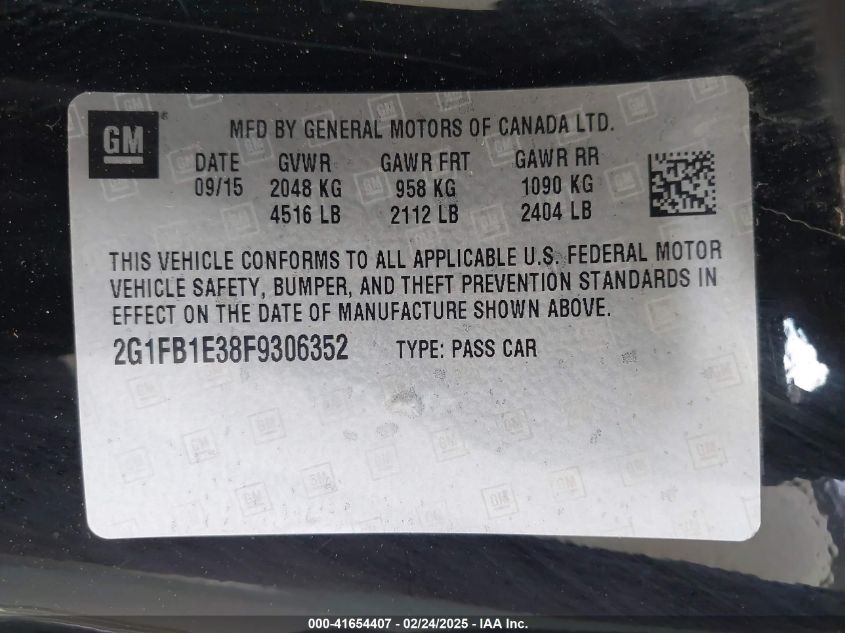 GM ®
MFD BY GENERAL MOTORS OF CANADA LTD.
DATE GVWR GAWR FRT GAWR RR
09/15 2048 KG 958 KG 1090 KG
4516 LB 2112 LB 2404 LB
THIS VEHICLE CONFORMS TO ALL APPLICABLE U.S. FEDERAL MOTOR
VEHICLE SAFETY, BUMPER, AND THEFT PREVENTION STANDARDS IN
EFFECT ON THE DATE OF MANUFACTURE SHOWN ABOVE.
2G1FB1E38F9306352 TYPE: PASS CAR
000-41654407 - 02/24/2025 - IAA Inc.